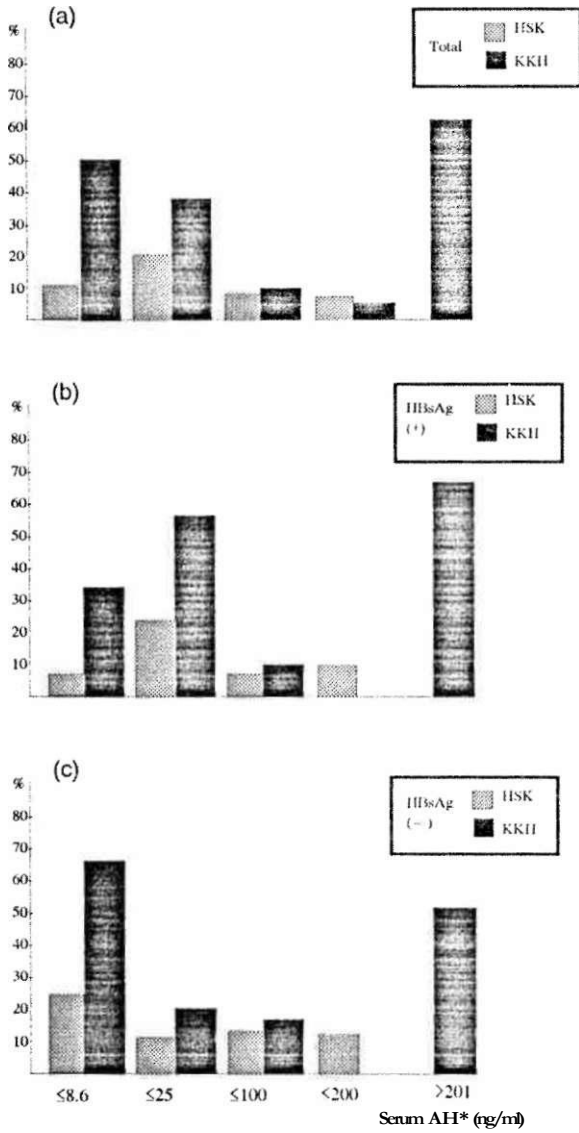 (a)
%
80
70
60
50
40
30
20
10
Total
HSK
KKH
(b)
%
80
70
60
50
40
30
20
10
HBsAg
(+)
HSK
KKH
(c)
%
80
70
60
50
40
30
20
10
HBsAg
(−)
HSK
KKH
≤8.6 ≤25 ≤100 <200 >201
Serum AH* (ng/ml)